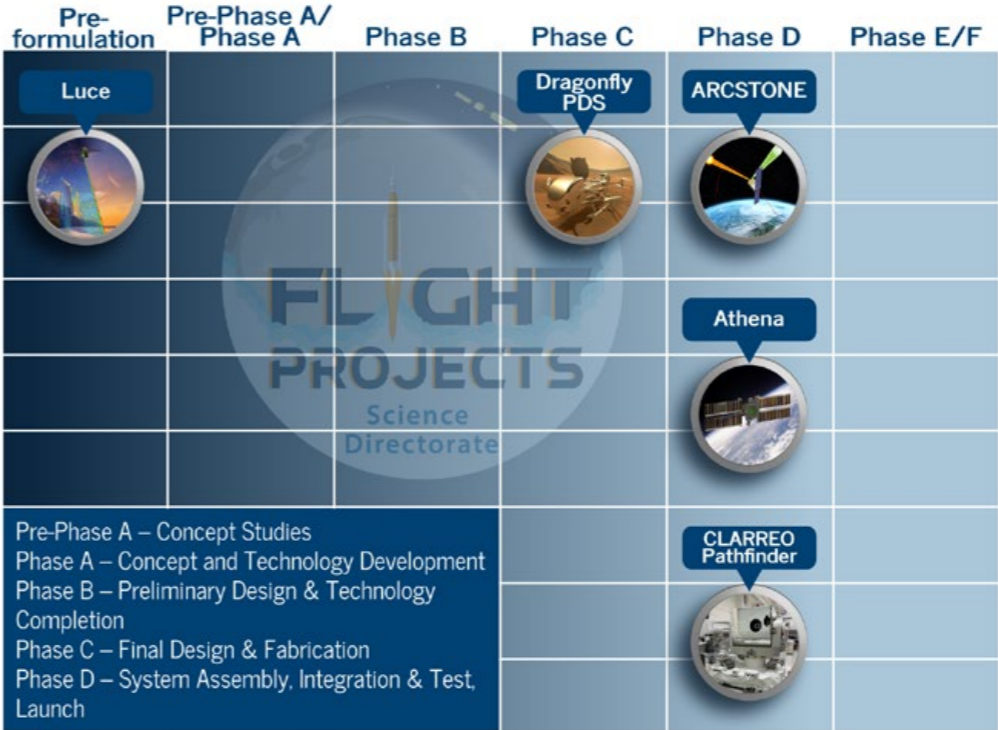 Pre-
formulation
Pre-Phase A/
Phase A
Phase B
Phase C
Phase D
Phase E/F
Luce
Dragonfly
PDS
ARCSTONE
FLIGHT
PROJECTS
Science
Directorate
Athena
CLARREO
Pathfinder
Pre-Phase A – Concept Studies
Phase A – Concept and Technology Development
Phase B – Preliminary Design & Technology
Completion
Phase C – Final Design & Fabrication
Phase D – System Assembly, Integration & Test,
Launch